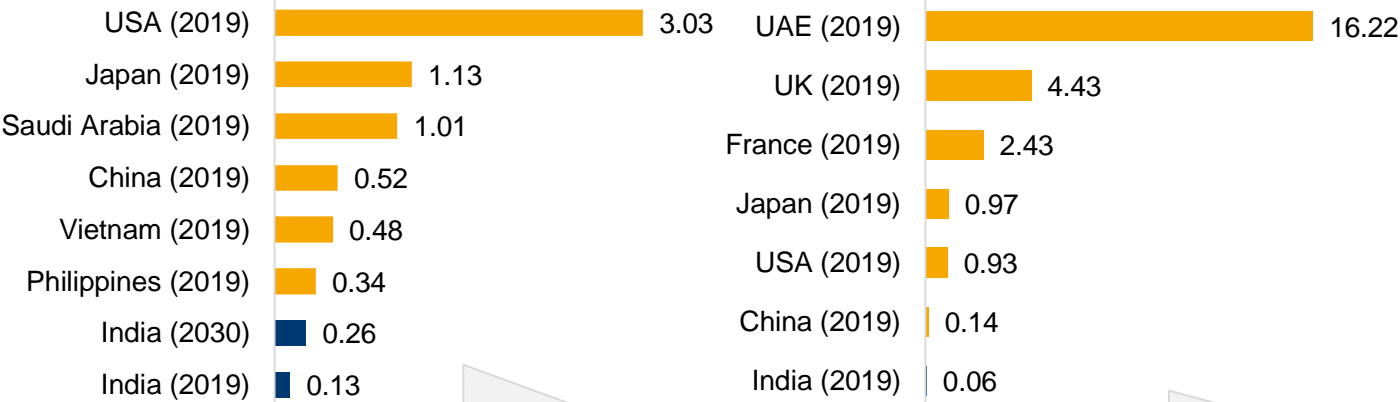 USA (2019) 3.03
Japan (2019) 1.13
Saudi Arabia (2019) 1.01
China (2019) 0.52
Vietnam (2019) 0.48
Philippines (2019) 0.34
India (2030) 0.26
India (2019) 0.13
UAE (2019) 16.22
UK (2019) 4.43
France (2019) 2.43
Japan (2019) 0.97
USA (2019) 0.93
China (2019) 0.14
India (2019) 0.06